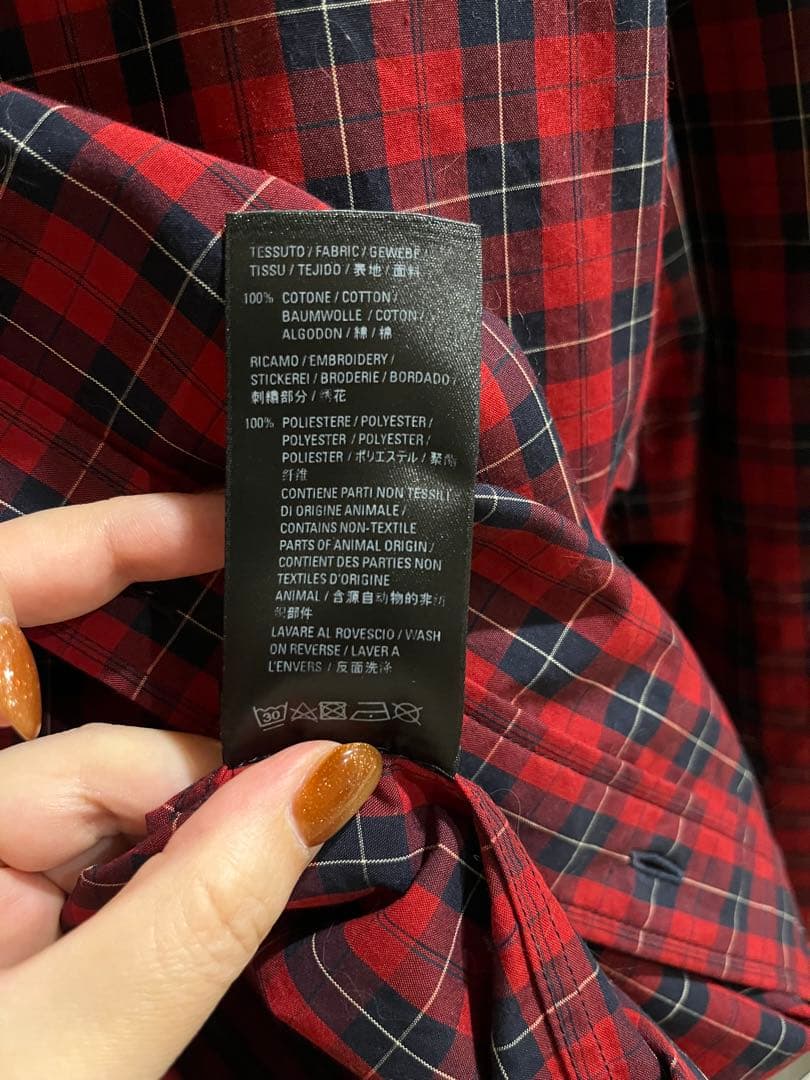 TESSUTO / FABRIC / GEWEBE /
TISSU / TEJIDO / 表地 / 面料
100% COTONE / COTTON /
BAUMWOLLE / COTON /
ALGODON / 綿 / 棉
RICAMO / EMBROIDERY /
STICKEREI / BRODERIE / BORDADO /
刺繍部分 / 绣花
100% POLIESTERE / POLYESTER /
POLYESTER / POLYESTER /
POLIESTER / ポリエステル / 聚酯
纤维
CONTIENE PARTI NON TESSILI
DI ORIGINE ANIMALE /
CONTAINS NON-TEXTILE
PARTS OF ANIMAL ORIGIN /
CONTIENT DES PARTIES NON
TEXTILES D'ORIGINE
ANIMAL / 含源自动物的非纺
织部件
LAVARE AL ROVESCIO / WASH
ON REVERSE / LAVER A
L'ENVERS / 反面洗涤
30